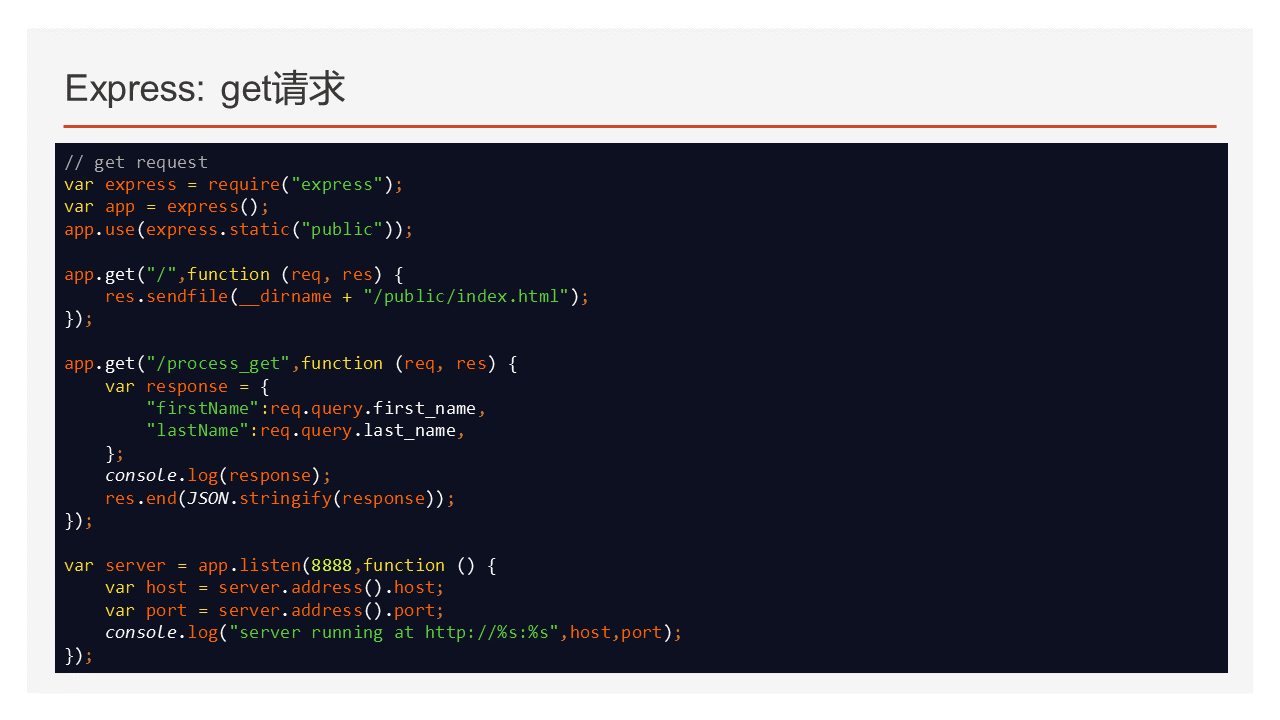 Express: get请求
// get request
var express = require("express");
var app = express();
app.use(express.static("public"));
app.get("/",function (req, res) {
    res.sendfile(__dirname + "/public/index.html");
});
app.get("/process_get",function (req, res) {
    var response = {
        "firstName":req.query.first_name,
        "lastName":req.query.last_name,
    };
    console.log(response);
    res.end(JSON.stringify(response));
});
var server = app.listen(8888,function () {
    var host = server.address().host;
    var port = server.address().port;
    console.log("server running at http://%s:%s",host,port);
});